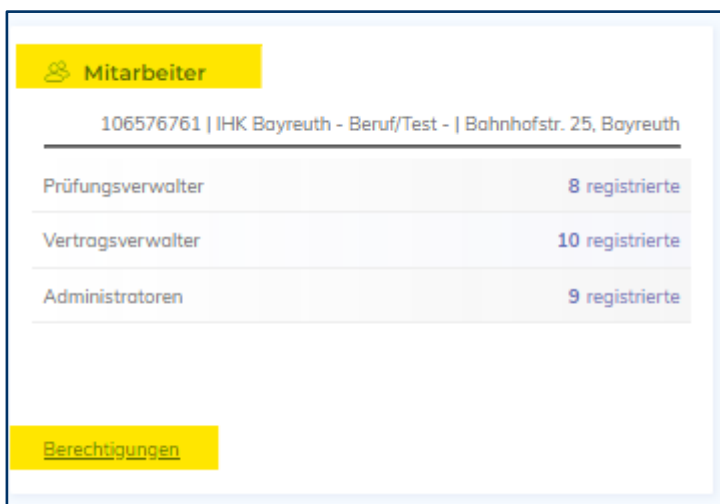 Mitarbeiter
106576761 | IHK Bayreuth - Beruf/Test - | Bahnhofstr. 25, Bayreuth
Prüfungsverwalter 8 registrierte
Vertragsverwalter 10 registrierte
Administratoren 9 registrierte
Berechtigungen